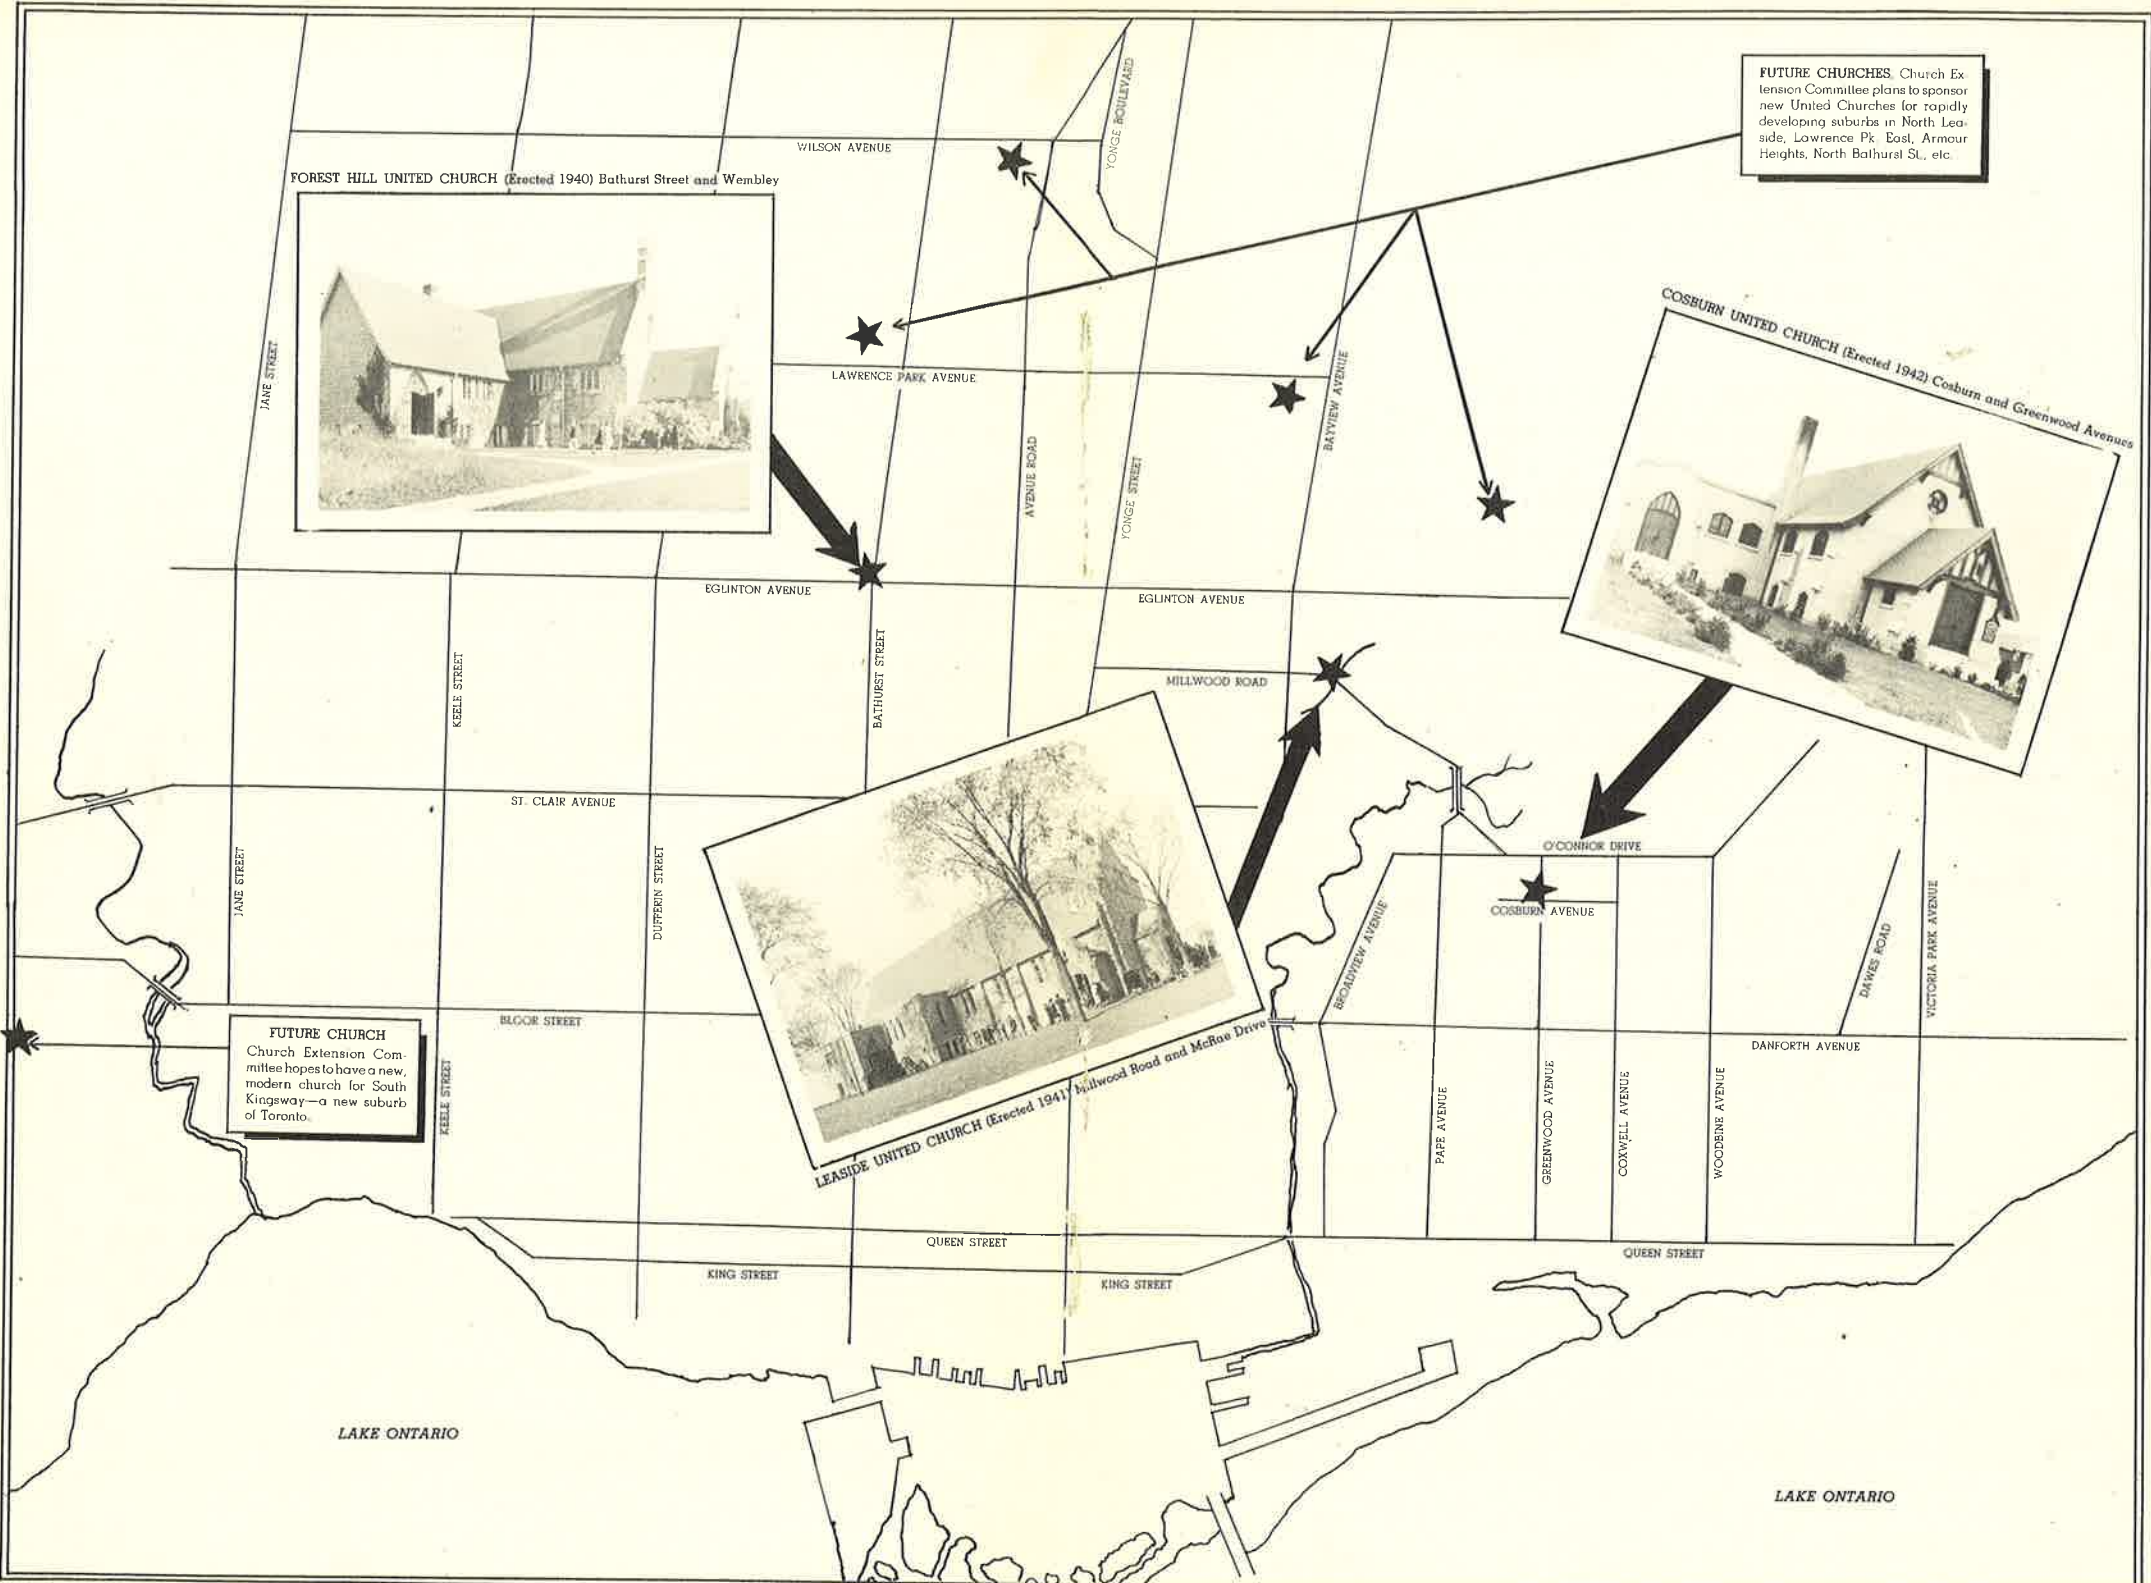 FUTURE CHURCHES. Church Ex-
tension Committee plans to sponsor
new United Churches for rapidly
developing suburbs in North Lea-
side, Lawrence Pk. East, Armour
Heights, North Bathurst St., etc.
YONGE BOULEVARD
WILSON AVENUE
FOREST HILL UNITED CHURCH (Erected 1940) Bathurst Street and Wembley
COSBURN UNITED CHURCH (Erected 1942) Cosburn and Greenwood Avenues
JANE STREET
LAWRENCE PARK AVENUE
BAYVIEW AVENUE
AVENUE ROAD
YONGE STREET
EGLINTON AVENUE
EGLINTON AVENUE
KEELE STREET
BATHURST STREET
MILLWOOD ROAD
ST. CLAIR AVENUE
O'CONNOR DRIVE
JANE STREET
DUFFERIN STREET
COSBURN AVENUE
BROADVIEW AVENUE
DAWES ROAD
VICTORIA PARK AVENUE
BLOOR STREET
DANFORTH AVENUE
FUTURE CHURCH
Church Extension Com-
mittee hopes to have a new,
modern church for South
Kingsway—a new suburb
of Toronto.
KEELE STREET
LEASIDE UNITED CHURCH (Erected 1941) Millwood Road and McRae Drive
PAPE AVENUE
GREENWOOD AVENUE
COXWELL AVENUE
WOODBINE AVENUE
QUEEN STREET
QUEEN STREET
KING STREET
KING STREET
LAKE ONTARIO
LAKE ONTARIO